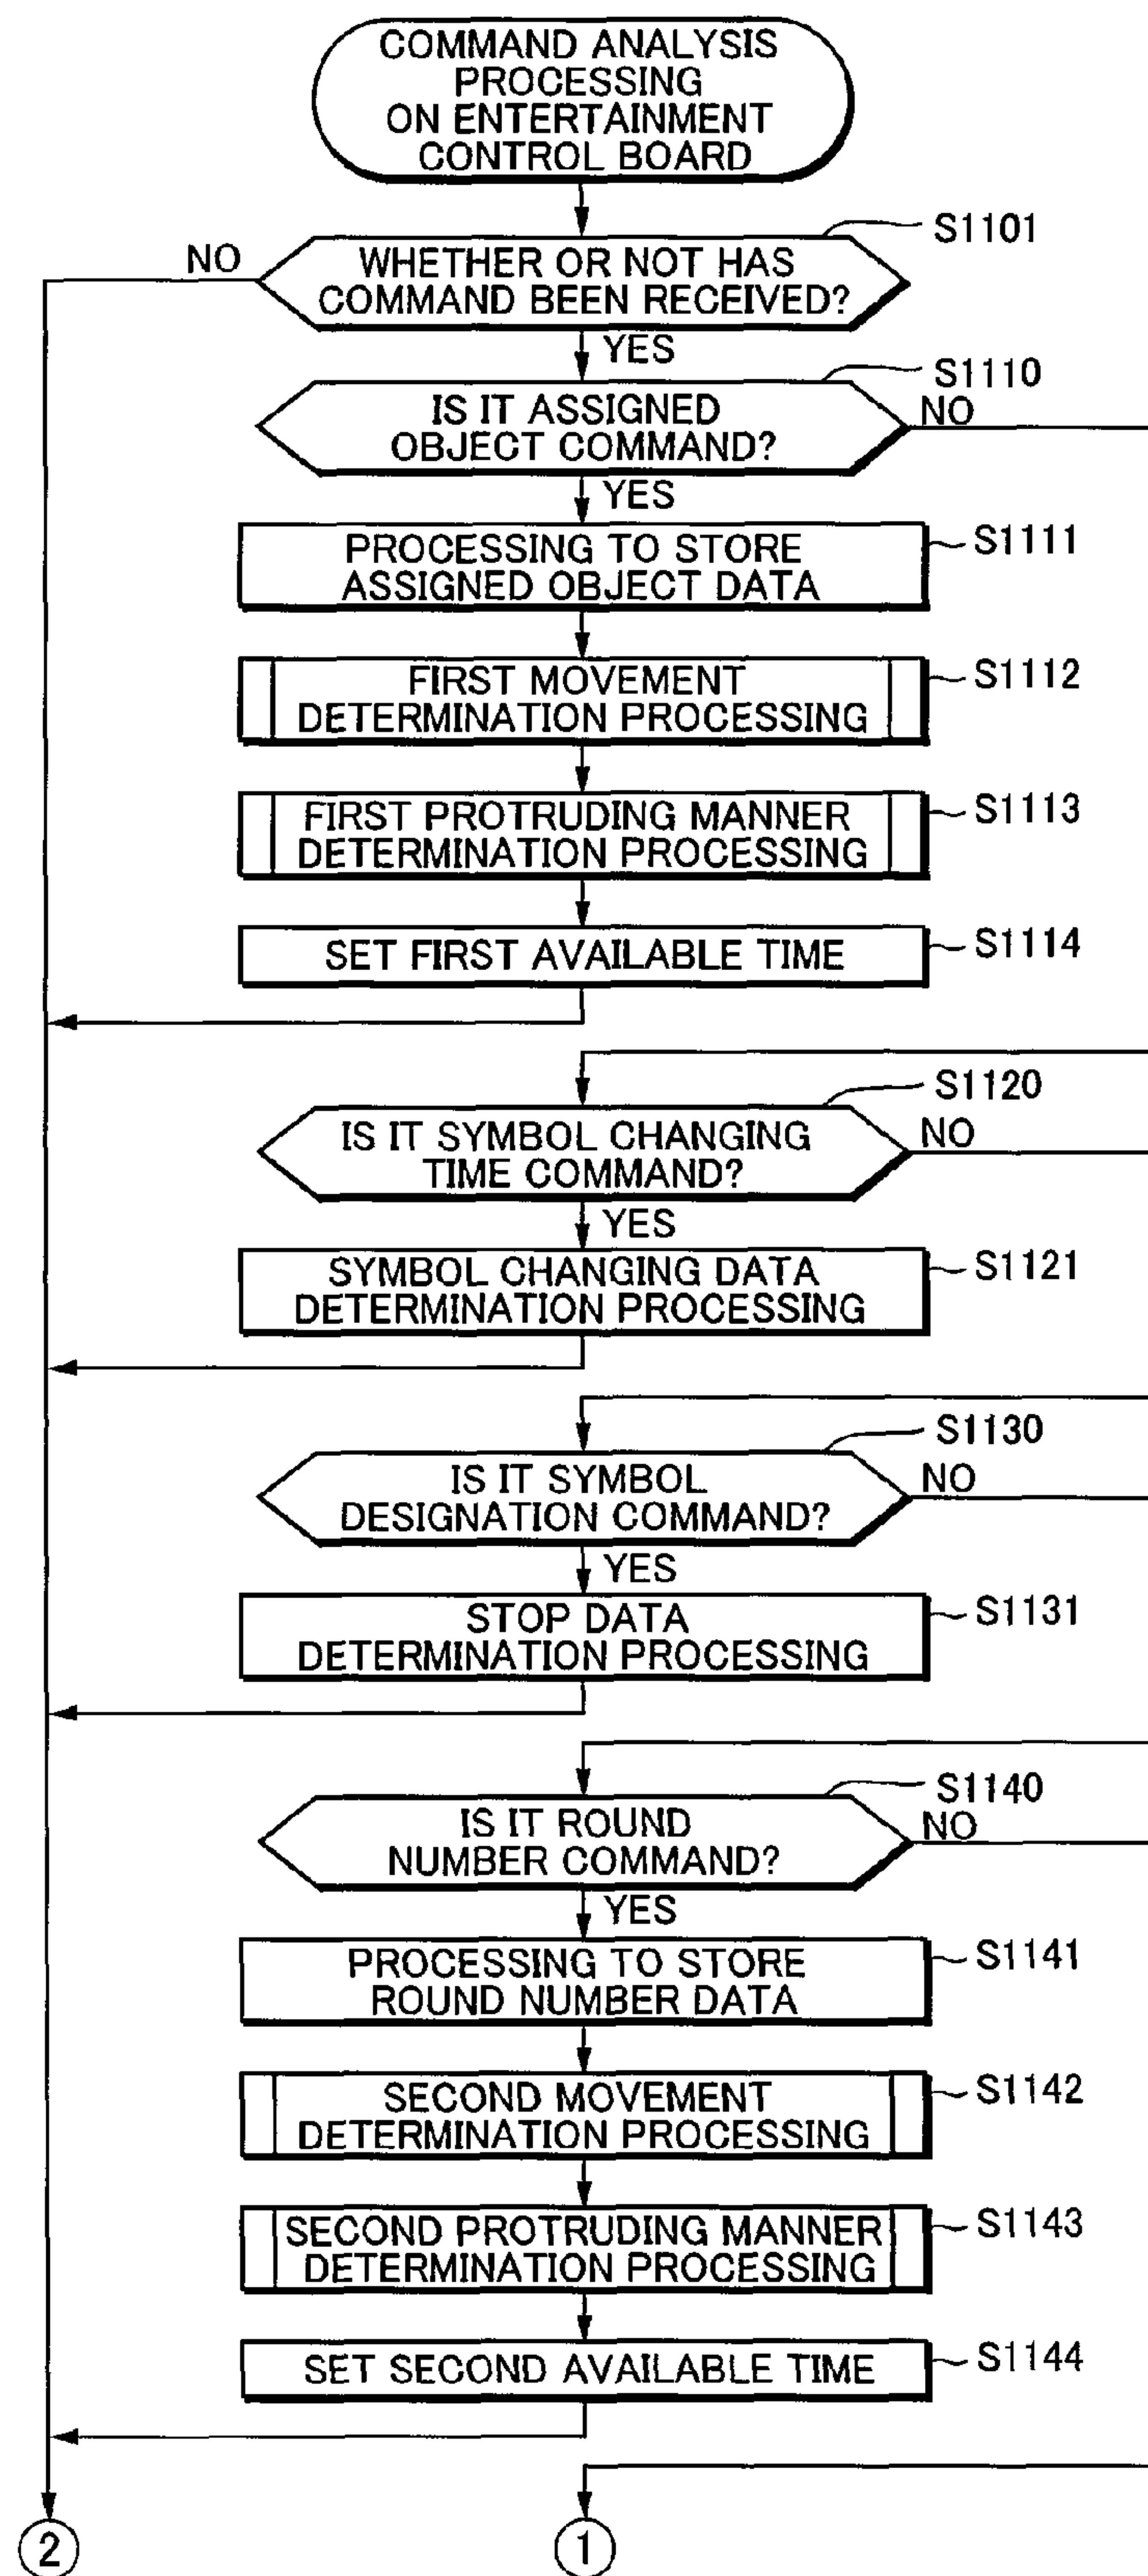 COMMAND ANALYSIS
PROCESSING
ON ENTERTAINMENT
CONTROL BOARD
S1101
NO
WHETHER OR NOT HAS
COMMAND BEEN RECEIVED?
YES
S1110
IS IT ASSIGNED
OBJECT COMMAND?
NO
YES
PROCESSING TO STORE
ASSIGNED OBJECT DATA
S1111
FIRST MOVEMENT
DETERMINATION PROCESSING
S1112
FIRST PROTRUDING MANNER
DETERMINATION PROCESSING
S1113
SET FIRST AVAILABLE TIME
S1114
S1120
IS IT SYMBOL CHANGING
TIME COMMAND?
NO
YES
SYMBOL CHANGING DATA
DETERMINATION PROCESSING
S1121
S1130
IS IT SYMBOL
DESIGNATION COMMAND?
NO
YES
STOP DATA
DETERMINATION PROCESSING
S1131
S1140
IS IT ROUND
NUMBER COMMAND?
NO
YES
PROCESSING TO STORE
ROUND NUMBER DATA
S1141
SECOND MOVEMENT
DETERMINATION PROCESSING
S1142
SECOND PROTRUDING MANNER
DETERMINATION PROCESSING
S1143
SET SECOND AVAILABLE TIME
S1144
2
1